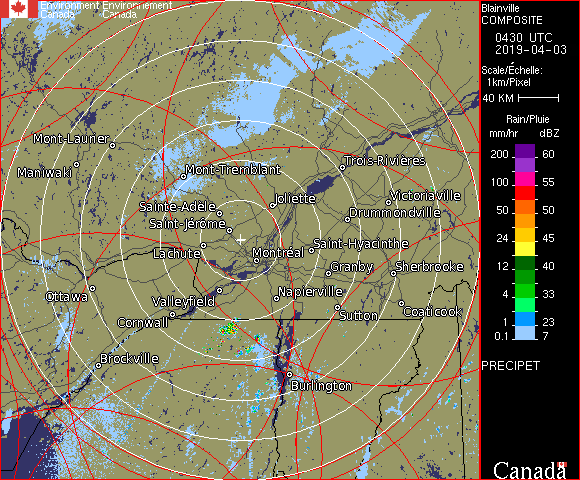 Environment Environnement
Canada Canada
Mont-Laurier
Maniwaki
Mont-Tremblant
Trois-Rivières
Sainte-Adèle
Joliette
Victoriaville
Drummondville
Saint-Jérôme
Lachute
Montréal
Saint-Hyacinthe
Granby
Sherbrooke
Ottawa
Valleyfield
Napierville
Cornwall
Sutton
Coaticook
Brockville
Burlington
Blainville
COMPOSITE
0430 UTC
2019-04-03
Scale/Échelle:
1km/Pixel
40 KM
Rain/Pluie
mm/hr dBZ
200 60
100 55
50 50
24 45
12 40
4 33
1 23
0.1 7
PRECIPET
Canada